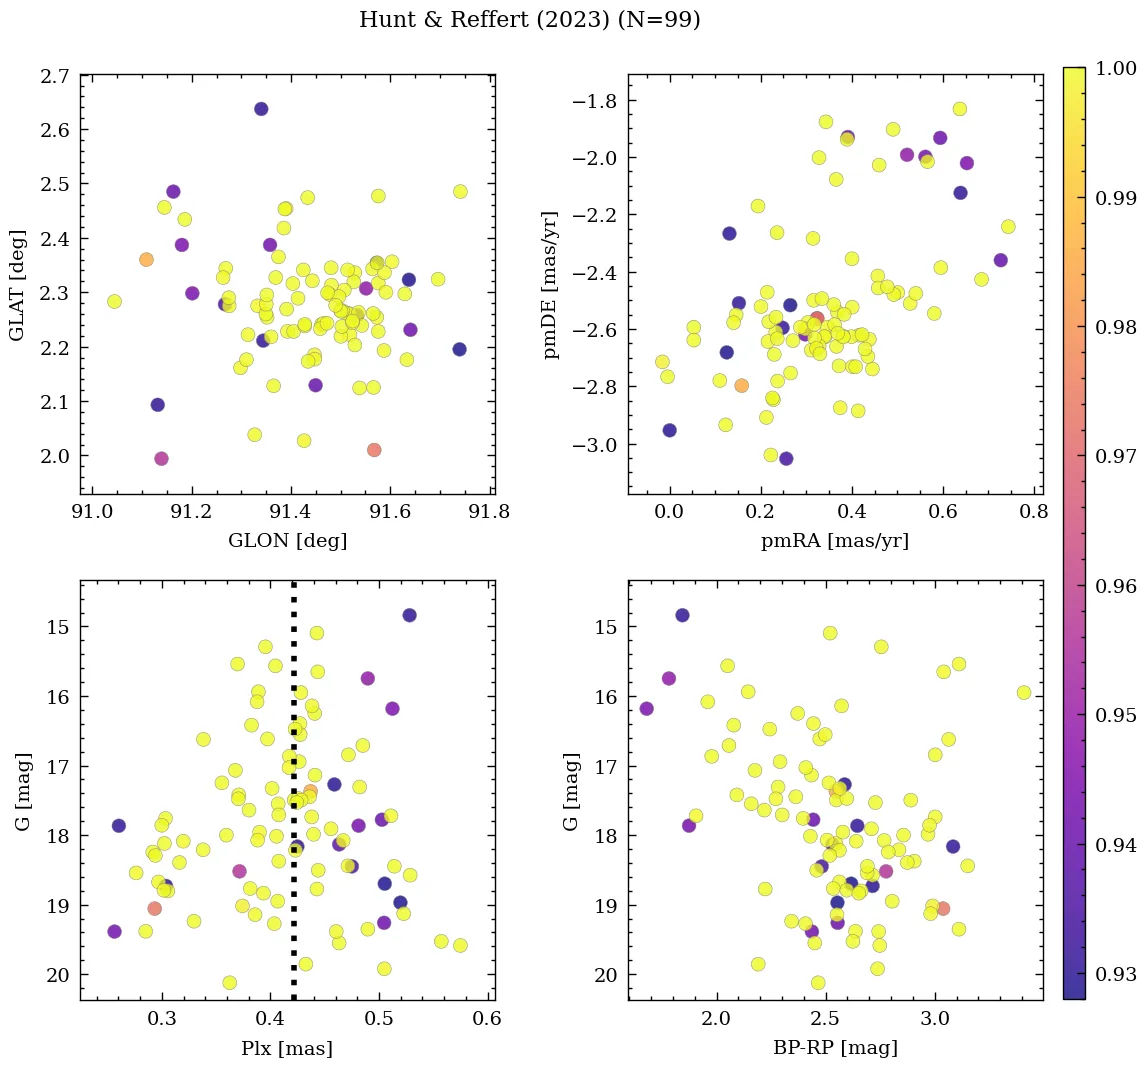 Hunt & Reffert (2023) (N=99)
2.7
2.6
2.5
2.4
2.3
2.2
2.1
2.0
GLAT [deg]
91.0 91.2 91.4 91.6 91.8
GLON [deg]
−1.8
−2.0
−2.2
−2.4
−2.6
−2.8
−3.0
pmDE [mas/yr]
0.0 0.2 0.4 0.6 0.8
pmRA [mas/yr]
15
16
17
18
19
20
G [mag]
0.3 0.4 0.5 0.6
Plx [mas]
15
16
17
18
19
20
G [mag]
2.0 2.5 3.0
BP-RP [mag]
1.00
0.99
0.98
0.97
0.96
0.95
0.94
0.93